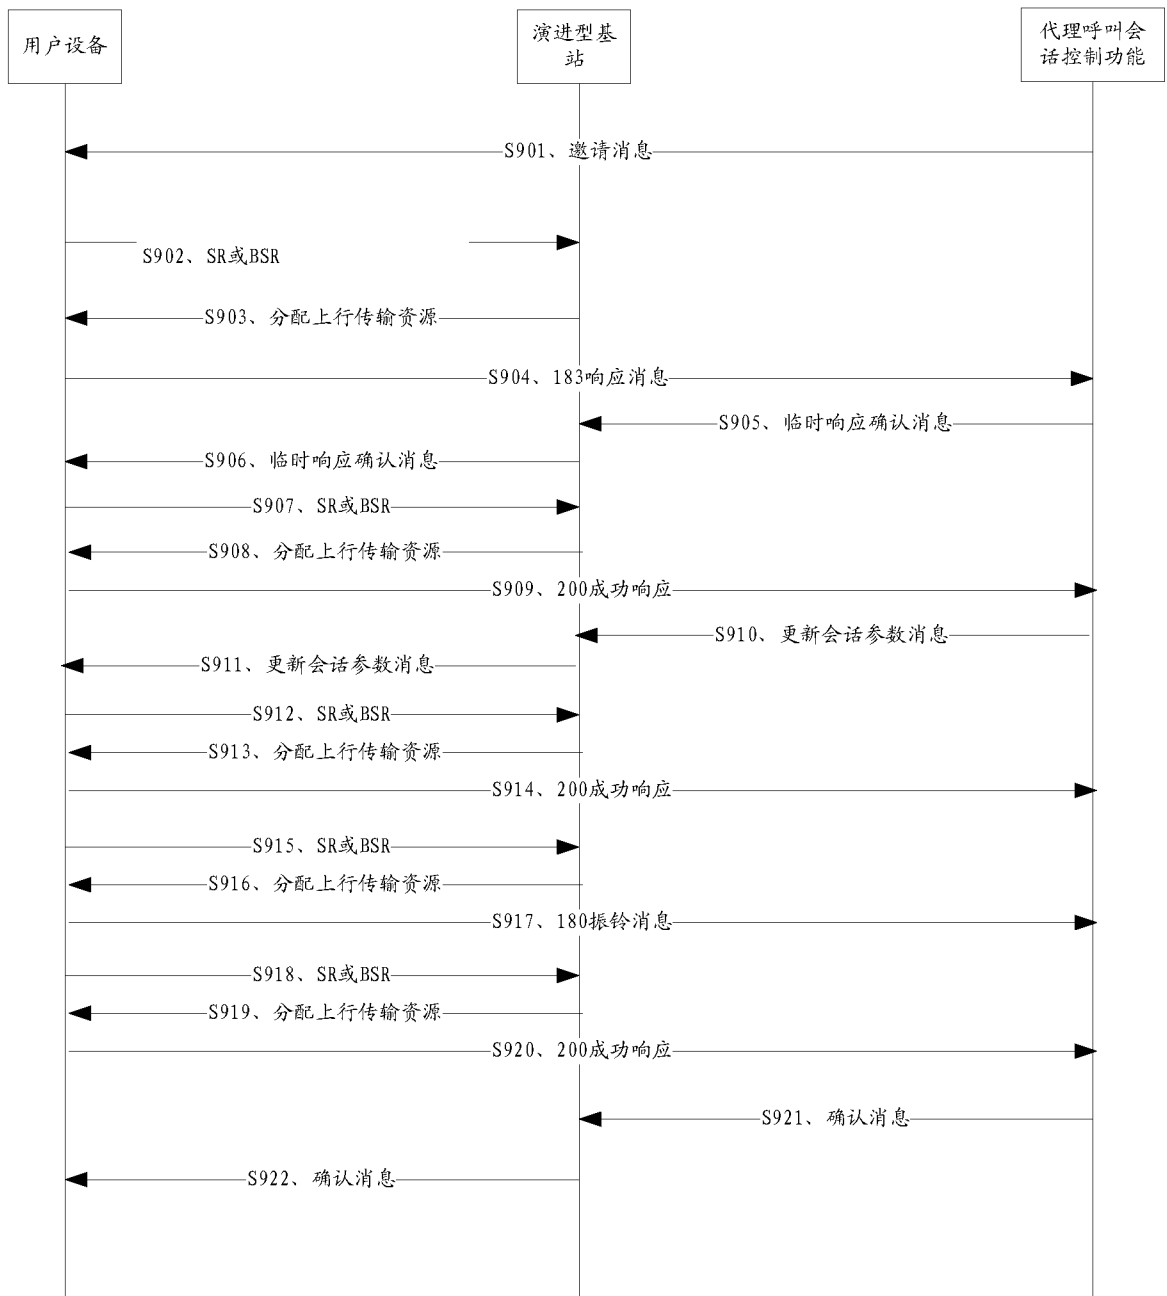 用户设备
演进型基
站
代理呼叫会
话控制功能
S901、邀请消息
S902、SR或BSR
S903、分配上行传输资源
S904、183响应消息
S905、临时响应确认消息
S906、临时响应确认消息
S907、SR或BSR
S908、分配上行传输资源
S909、200成功响应
S910、更新会话参数消息
S911、更新会话参数消息
S912、SR或BSR
S913、分配上行传输资源
S914、200成功响应
S915、SR或BSR
S916、分配上行传输资源
S917、180振铃消息
S918、SR或BSR
S919、分配上行传输资源
S920、200成功响应
S921、确认消息
S922、确认消息